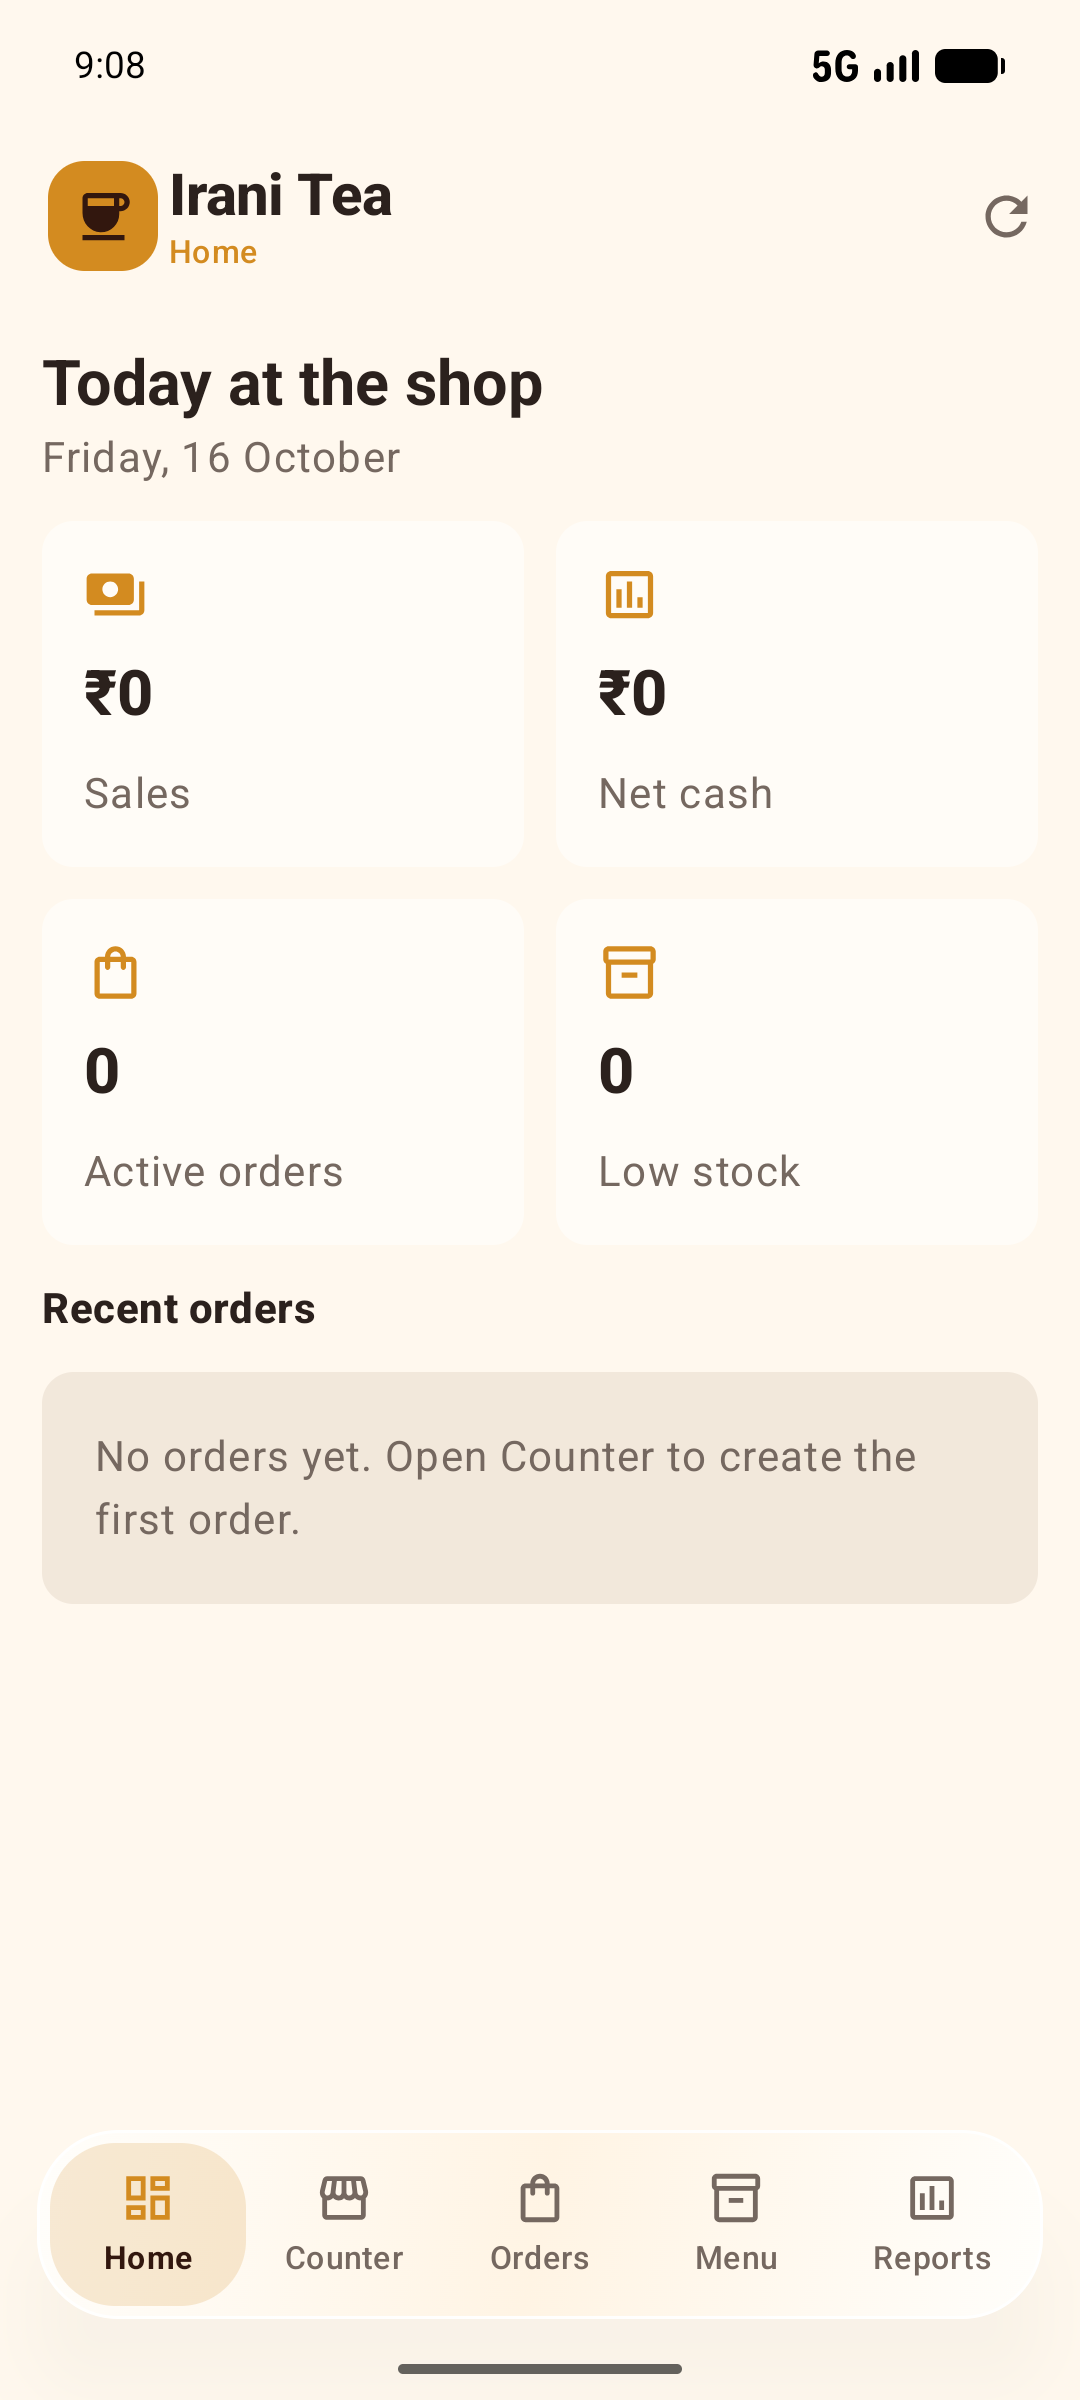 9:08
5G
Irani Tea
Home
Today at the shop
Friday, 16 October
₹0
Sales
₹0
Net cash
0
Active orders
0
Low stock
Recent orders
No orders yet. Open Counter to create the
first order.
Home
Counter
Orders
Menu
Reports